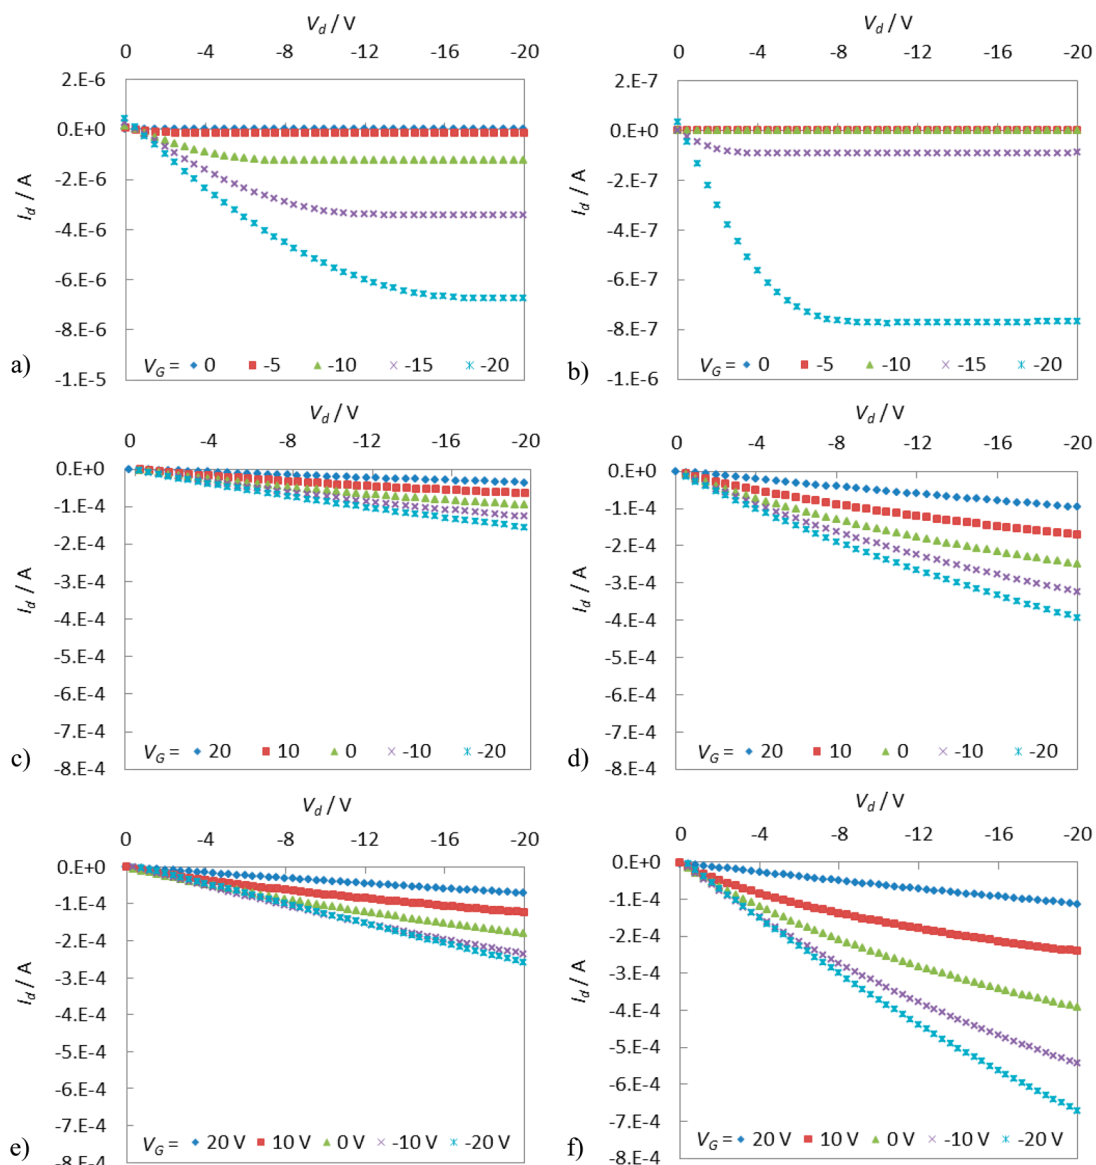 V_d / V
0 -4 -8 -12 -16 -20
2.E-6
0.E+0
-2.E-6
-4.E-6
-6.E-6
-8.E-6
-1.E-5
I_d / A
V_G = 0 -5 -10 -15 -20
a)
V_d / V
0 -4 -8 -12 -16 -20
2.E-7
0.E+0
-2.E-7
-4.E-7
-6.E-7
-8.E-7
-1.E-6
I_d / A
V_G = 0 -5 -10 -15 -20
b)
V_d / V
0 -4 -8 -12 -16 -20
0.E+0
-1.E-4
-2.E-4
-3.E-4
-4.E-4
-5.E-4
-6.E-4
-7.E-4
-8.E-4
I_d / A
V_G = 20 10 0 -10 -20
c)
V_d / V
0 -4 -8 -12 -16 -20
0.E+0
-1.E-4
-2.E-4
-3.E-4
-4.E-4
-5.E-4
-6.E-4
-7.E-4
-8.E-4
I_d / A
V_G = 20 10 0 -10 -20
d)
V_d / V
0 -4 -8 -12 -16 -20
0.E+0
-1.E-4
-2.E-4
-3.E-4
-4.E-4
-5.E-4
-6.E-4
-7.E-4
-8.E-4
I_d / A
V_G = 20 V 10 V 0 V -10 V -20 V
e)
V_d / V
0 -4 -8 -12 -16 -20
0.E+0
-1.E-4
-2.E-4
-3.E-4
-4.E-4
-5.E-4
-6.E-4
-7.E-4
-8.E-4
I_d / A
V_G = 20 V 10 V 0 V -10 V -20 V
f)